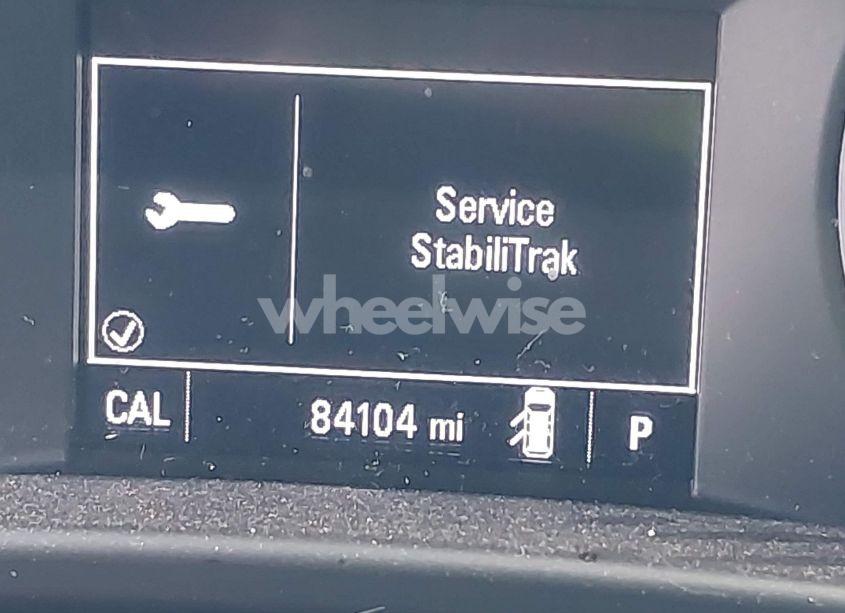 Service
StabiliTrak
wheelwise
CAL
84104 mi
P